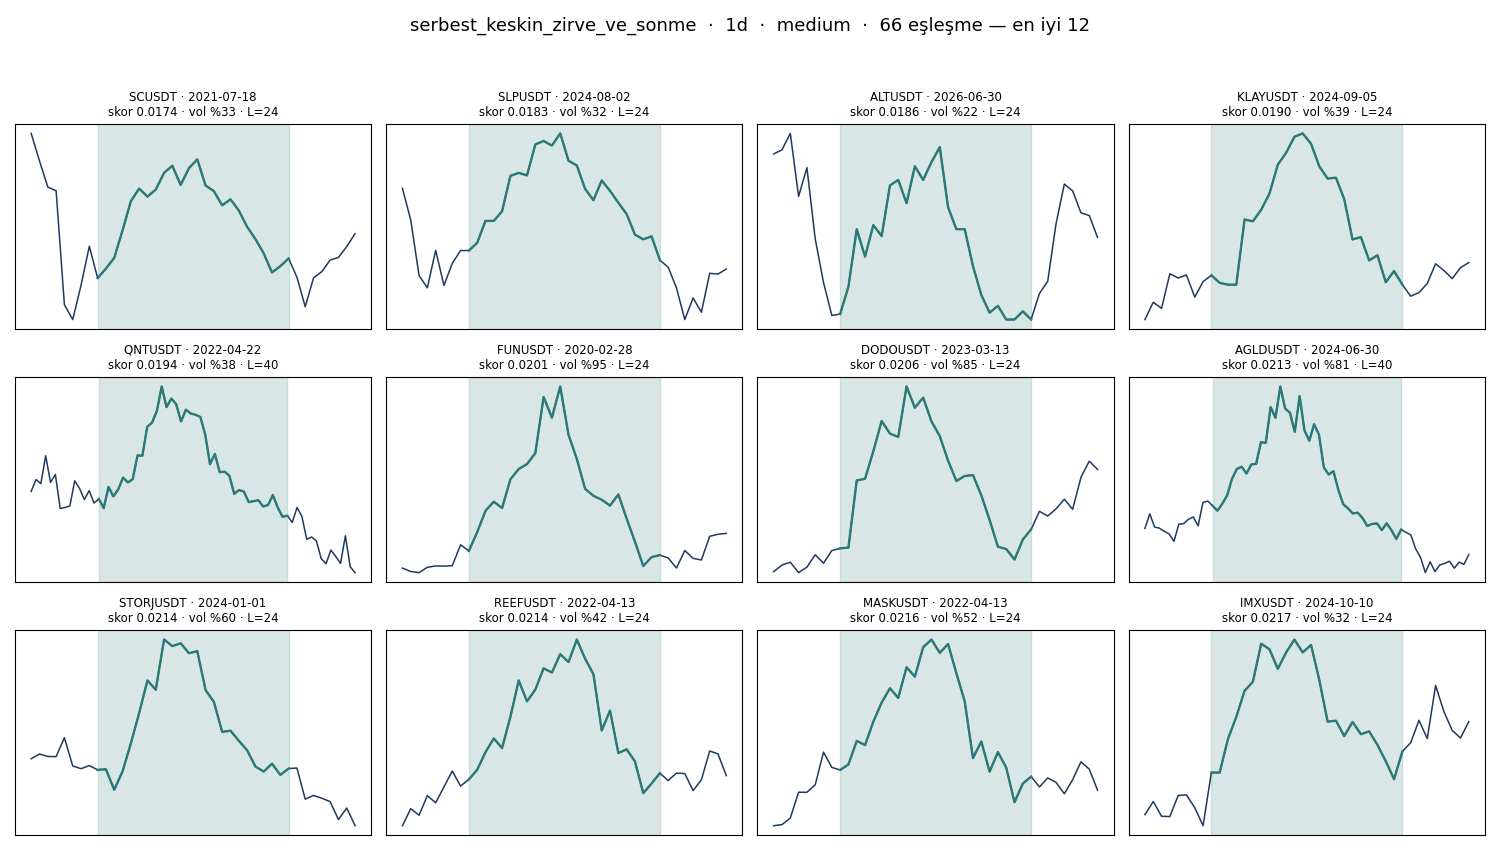 serbest_keskin_zirve_ve_sonme · 1d · medium · 66 eşleşme — en iyi 12
SCUSDT · 2021-07-18
skor 0.0174 · vol %33 · L=24
SLPUSDT · 2024-08-02
skor 0.0183 · vol %32 · L=24
ALTUSDT · 2026-06-30
skor 0.0186 · vol %22 · L=24
KLAYUSDT · 2024-09-05
skor 0.0190 · vol %39 · L=24
QNTUSDT · 2022-04-22
skor 0.0194 · vol %38 · L=40
FUNUSDT · 2020-02-28
skor 0.0201 · vol %95 · L=24
DODOUSDT · 2023-03-13
skor 0.0206 · vol %85 · L=24
AGLDUSDT · 2024-06-30
skor 0.0213 · vol %81 · L=40
STORJUSDT · 2024-01-01
skor 0.0214 · vol %60 · L=24
REEFUSDT · 2022-04-13
skor 0.0214 · vol %42 · L=24
MASKUSDT · 2022-04-13
skor 0.0216 · vol %52 · L=24
IMXUSDT · 2024-10-10
skor 0.0217 · vol %32 · L=24